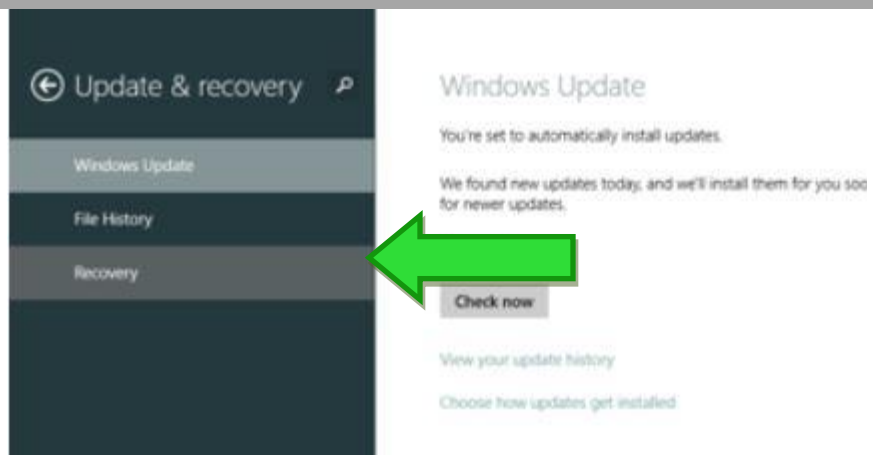 Update & recovery
Windows Update
File History
Recovery
Windows Update
You're set to automatically install updates.
We found new updates today, and we'll install them for you soo
for newer updates.
Check now
View your update history
Choose how updates get installed